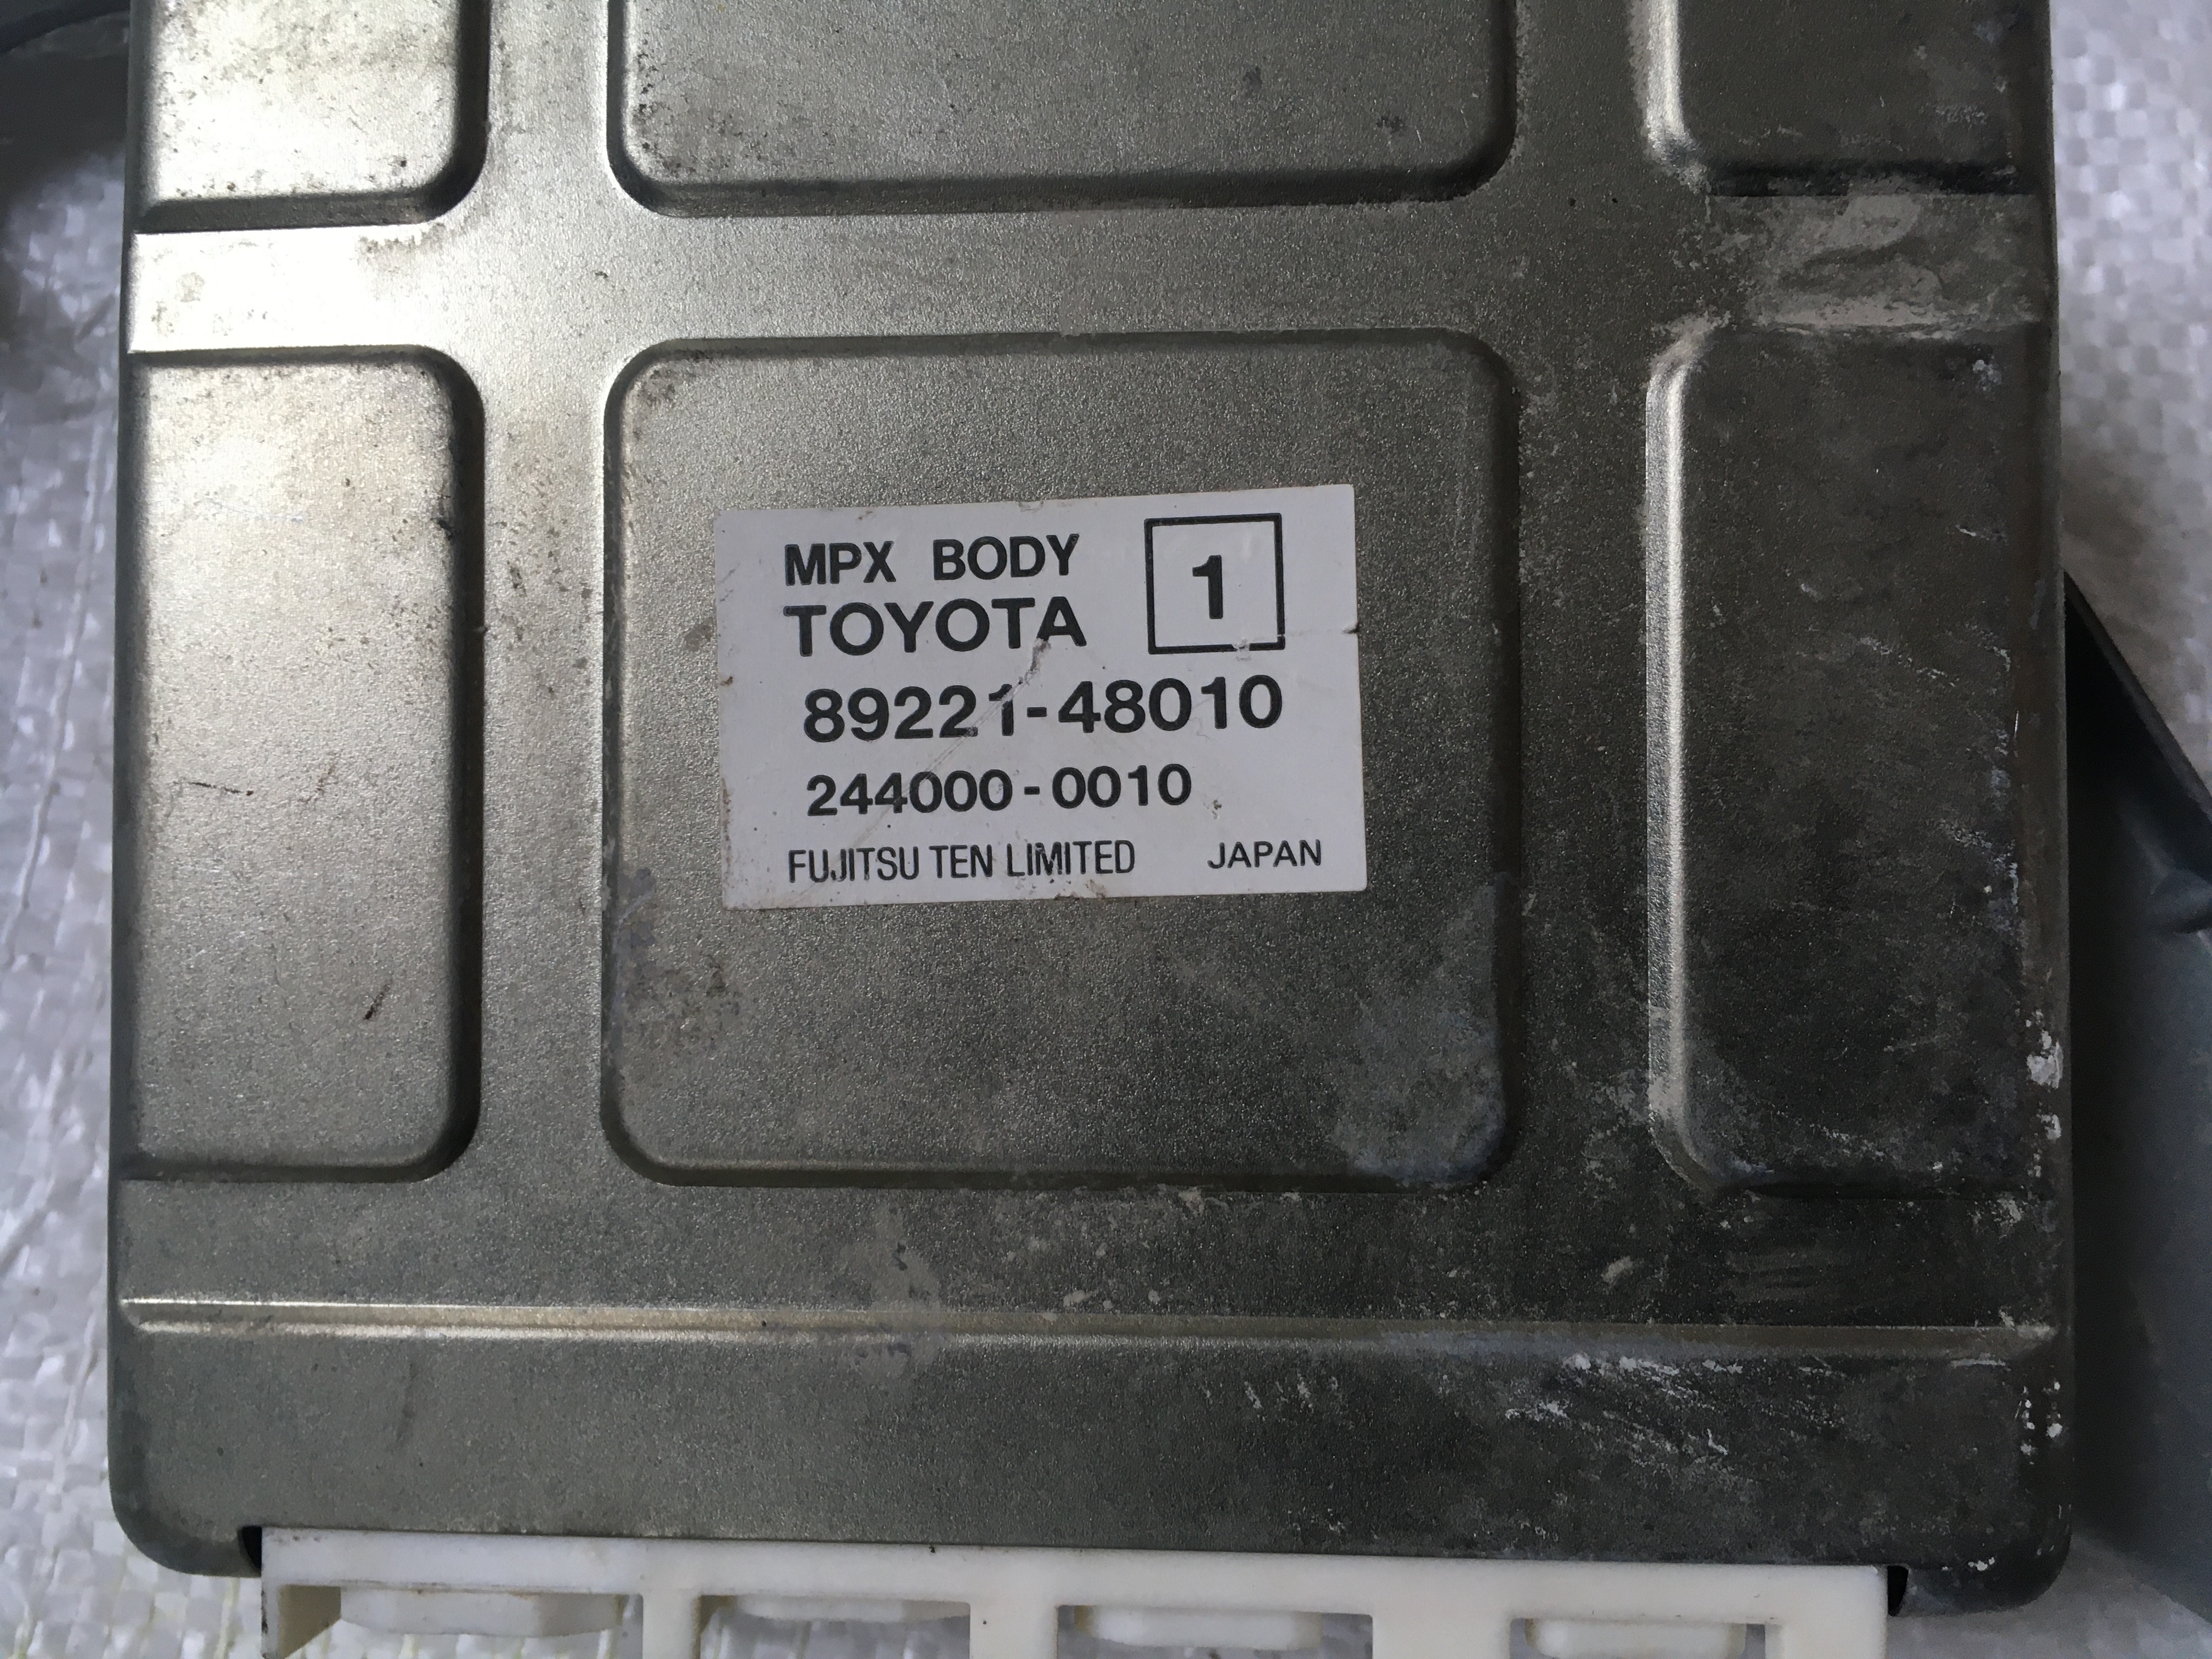 MPX BODY 1
TOYOTA
89221-48010
244000-0010
FUJITSU TEN LIMITED JAPAN